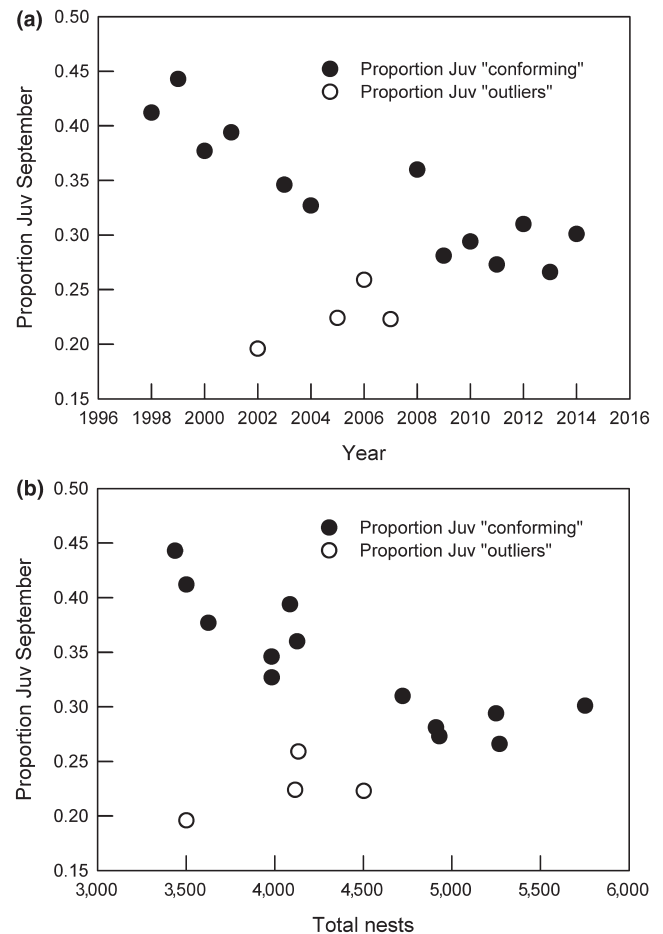 (a)
0.50
0.45
0.40
0.35
0.30
0.25
0.20
0.15
Proportion Juv September
Proportion Juv "conforming"
Proportion Juv "outliers"
1996 1998 2000 2002 2004 2006 2008 2010 2012 2014 2016
Year
(b)
0.50
0.45
0.40
0.35
0.30
0.25
0.20
0.15
Proportion Juv September
Proportion Juv "conforming"
Proportion Juv "outliers"
3,000 3,500 4,000 4,500 5,000 5,500 6,000
Total nests